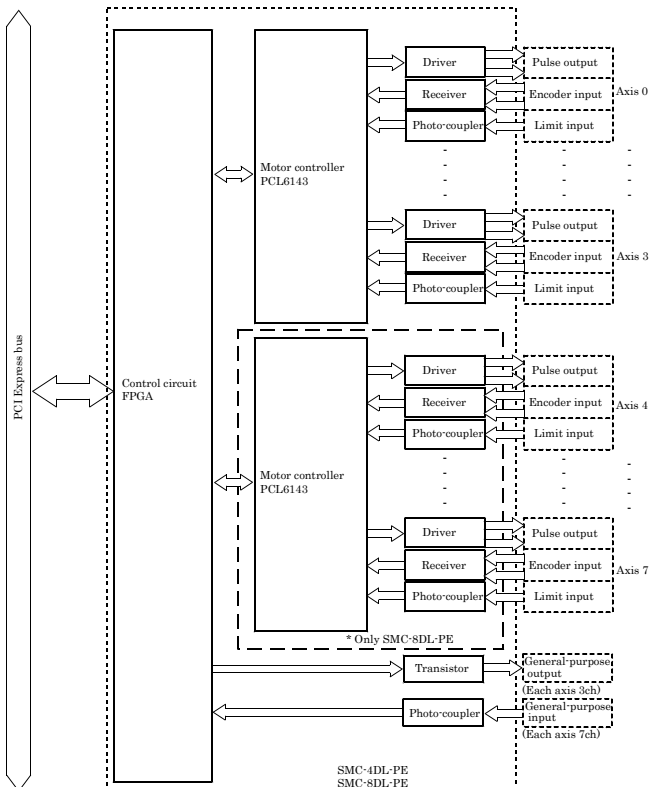 PCI Express bus
Control circuit
FPGA
Motor controller
PCL6143
Driver
Pulse output
Receiver
Encoder input
Axis 0
Photo-coupler
Limit input
Driver
Pulse output
Receiver
Encoder input
Axis 3
Photo-coupler
Limit input
Motor controller
PCL6143
Driver
Pulse output
Receiver
Encoder input
Axis 4
Photo-coupler
Limit input
Driver
Pulse output
Receiver
Encoder input
Axis 7
Photo-coupler
Limit input
* Only SMC-8DL-PE
Transistor
General-purpose
output
(Each axis 3ch)
Photo-coupler
General-purpose
input
(Each axis 7ch)
SMC-4DL-PE
SMC-8DL-PE